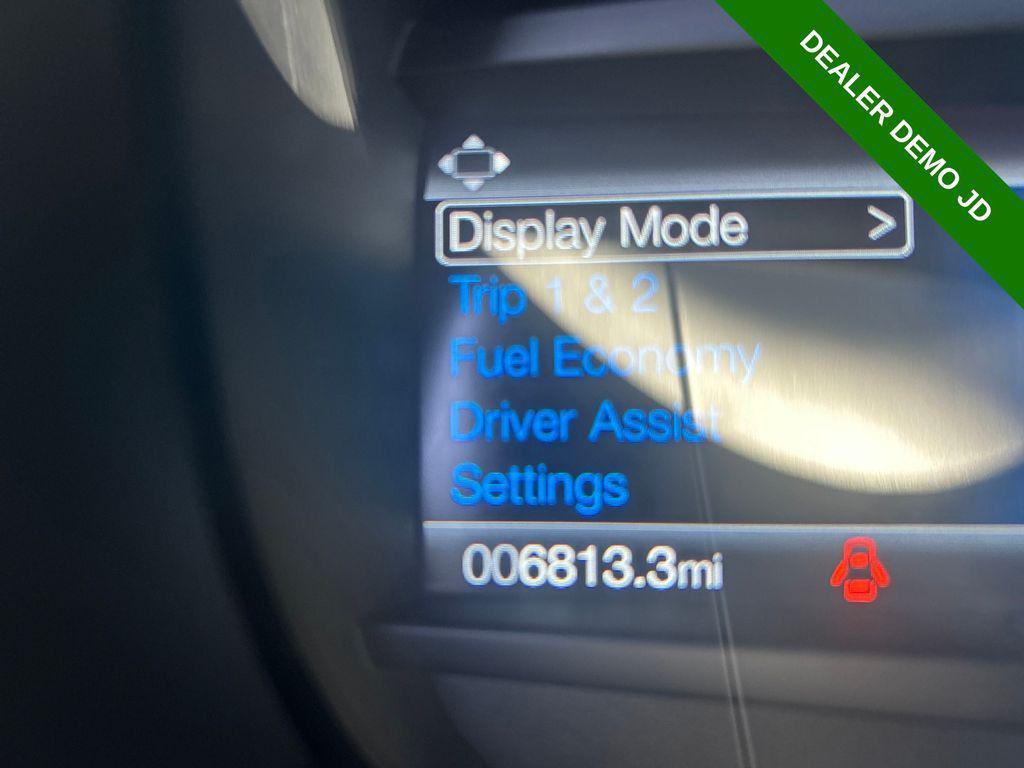 DEALER DEMO JD
Display Mode >
Trip 1 & 2
Fuel Economy
Driver Assist
Settings
006813.3mi